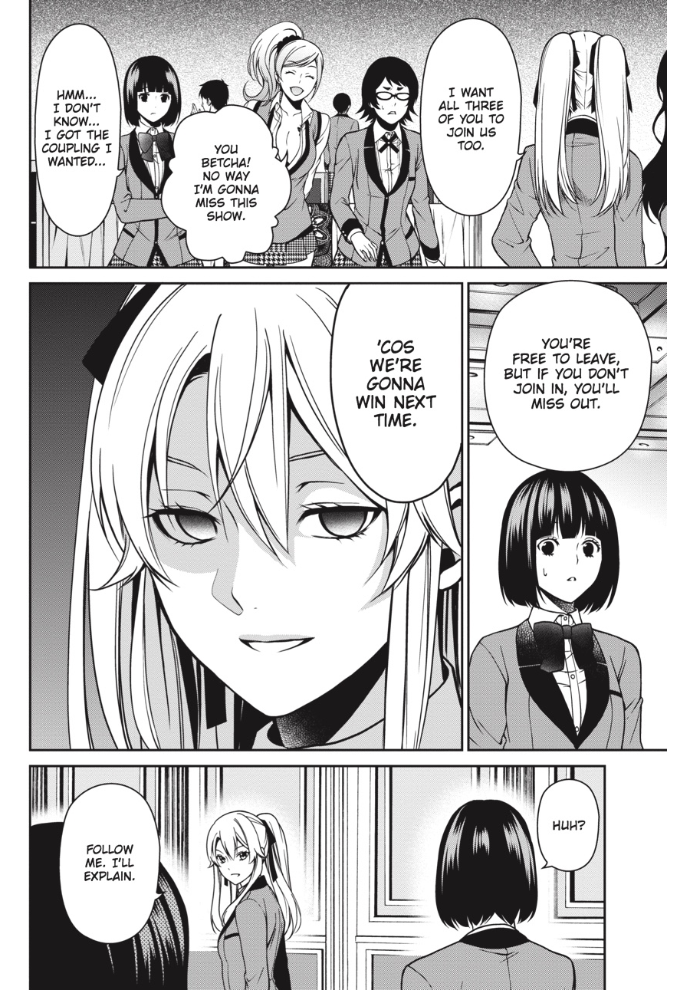 I WANT
ALL THREE
OF YOU TO
JOIN US
TOO.
YOU
BETCHA!
NO WAY
I'M GONNA
MISS THIS
SHOW.
HMM...
I DON'T
KNOW...
I GOT THE
COUPLING I
WANTED...
YOU'RE
FREE TO LEAVE,
BUT IF YOU DON'T
JOIN IN, YOU'LL
MISS OUT.
'COS
WE'RE
GONNA
WIN NEXT
TIME.
HUH?
FOLLOW
ME. I'LL
EXPLAIN.